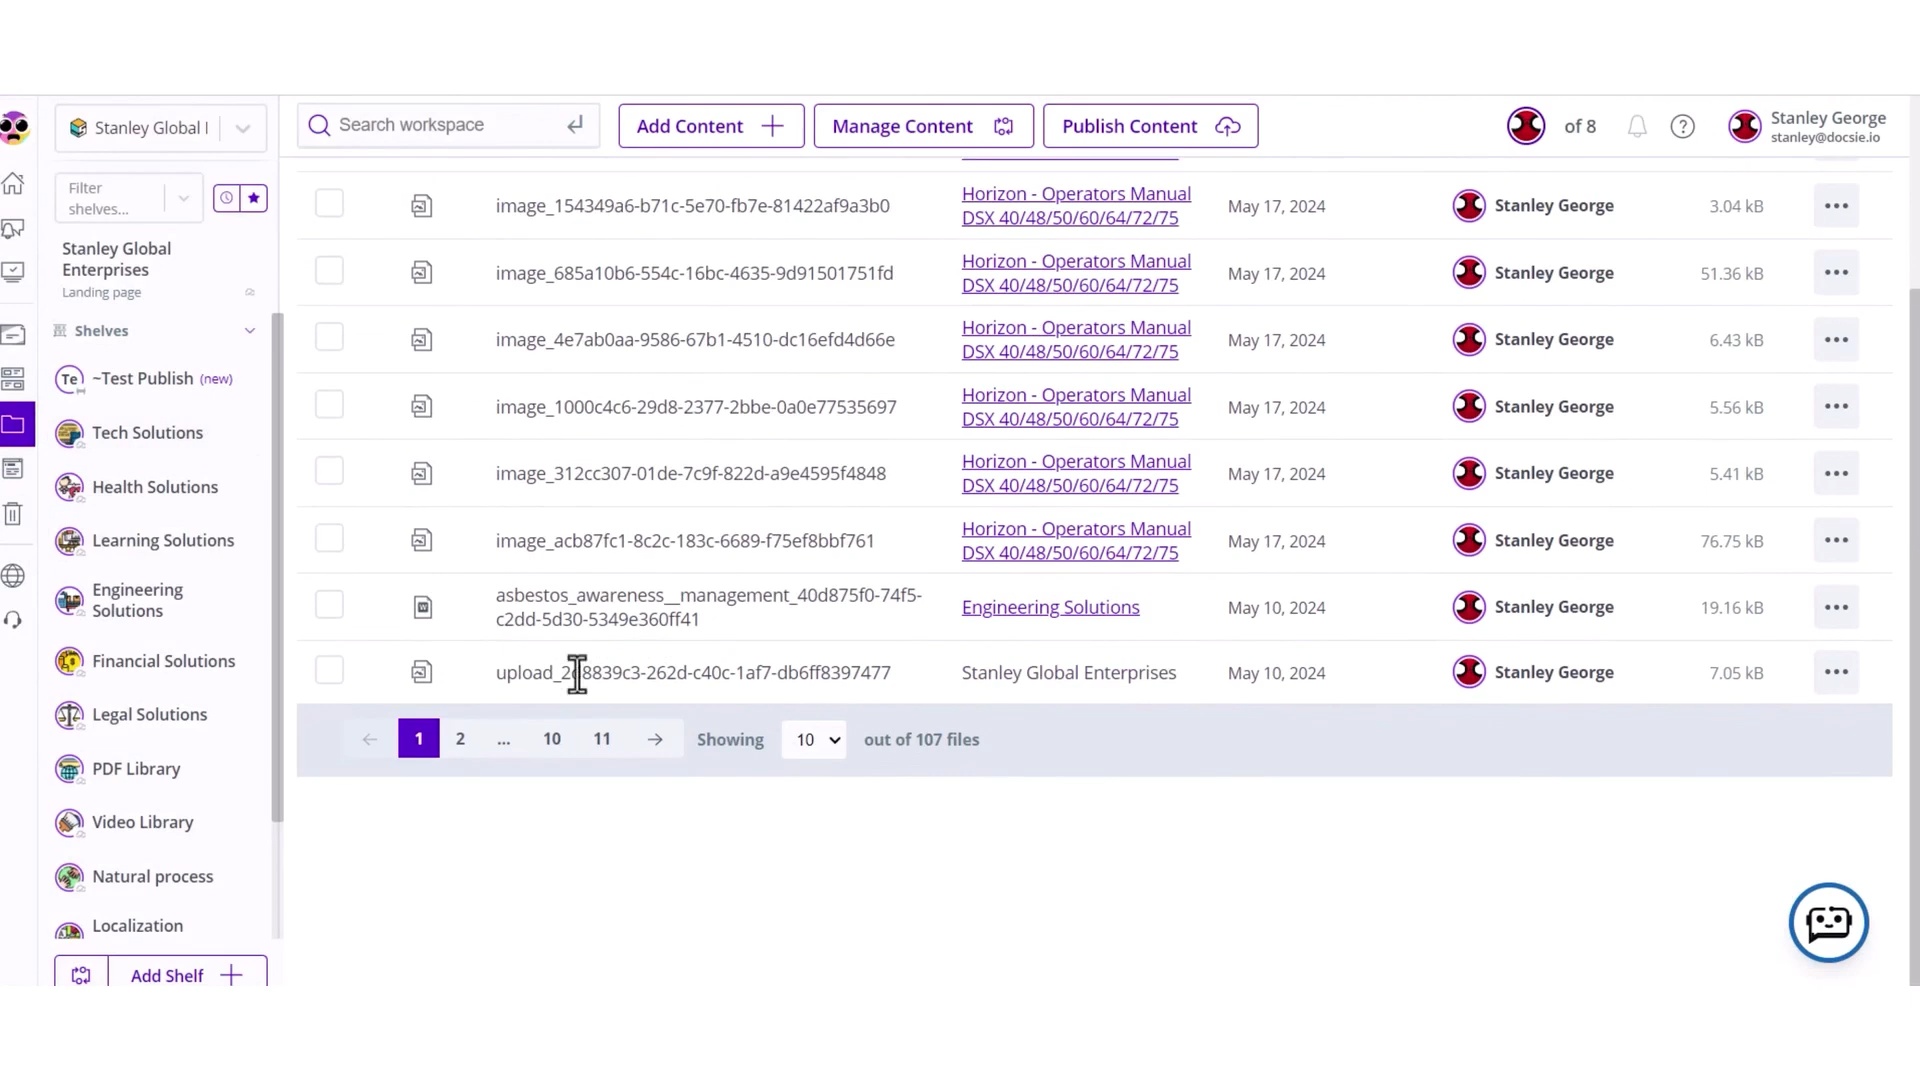 Stanley Global I
Search workspace
Add Content
Manage Content
Publish Content
of 8
Stanley George
stanley@docsie.io
Filter
shelves...
Stanley Global
Enterprises
Landing page
Shelves
Te
~Test Publish (new)
Tech Solutions
Health Solutions
Learning Solutions
Engineering
Solutions
Financial Solutions
Legal Solutions
PDF Library
Video Library
Natural process
Localization
Add Shelf
image_154349a6-b71c-5e70-fb7e-81422af9a3b0
Horizon - Operators Manual
DSX 40/48/50/60/64/72/75
May 17, 2024
Stanley George
3.04 kB
image_685a10b6-554c-16bc-4635-9d91501751fd
Horizon - Operators Manual
DSX 40/48/50/60/64/72/75
May 17, 2024
Stanley George
51.36 kB
image_4e7ab0aa-9586-67b1-4510-dc16efd4d66e
Horizon - Operators Manual
DSX 40/48/50/60/64/72/75
May 17, 2024
Stanley George
6.43 kB
image_1000c4c6-29d8-2377-2bbe-0a0e77535697
Horizon - Operators Manual
DSX 40/48/50/60/64/72/75
May 17, 2024
Stanley George
5.56 kB
image_312cc307-01de-7c9f-822d-a9e4595f4848
Horizon - Operators Manual
DSX 40/48/50/60/64/72/75
May 17, 2024
Stanley George
5.41 kB
image_acb87fc1-8c2c-183c-6689-f75ef8bbf761
Horizon - Operators Manual
DSX 40/48/50/60/64/72/75
May 17, 2024
Stanley George
76.75 kB
asbestos_awareness__management_40d875f0-74f5-
c2dd-5d30-5349e360ff41
Engineering Solutions
May 10, 2024
Stanley George
19.16 kB
Stanley Global Enterprises
May 10, 2024
Stanley George
7.05 kB
1 2 ... 10 11
Showing 10 out of 107 files